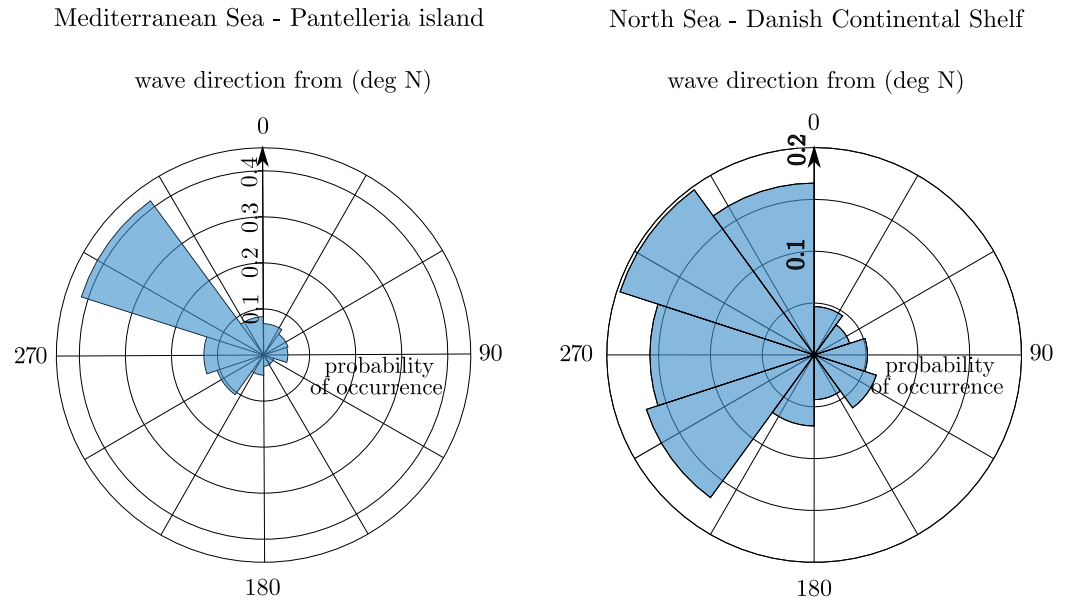 Mediterranean Sea - Pantelleria island
wave direction from (deg N)
0
0.4
0.3
0.2
0.1
270
90
probability
of occurrence
180
North Sea - Danish Continental Shelf
wave direction from (deg N)
0
0.2
0.1
270
90
probability
of occurrence
180